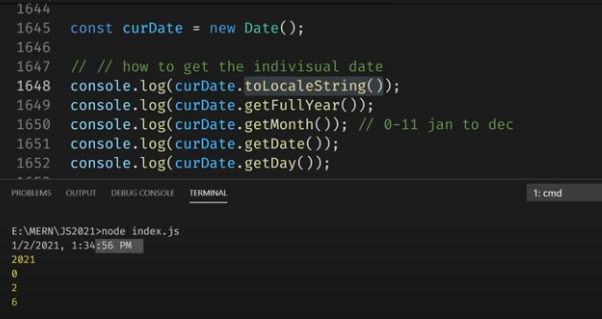 1644
1645 const curDate = new Date();
1646
1647 // // how to get the indivisual date
1648 console.log(curDate.toLocaleString());
1649 console.log(curDate.getFullYear());
1650 console.log(curDate.getMonth()); // 0-11 jan to dec
1651 console.log(curDate.getDate());
1652 console.log(curDate.getDay());
PROBLEMS OUTPUT DEBUG CONSOLE TERMINAL 1: cmd
E:\MERN\JS2021>node index.js
1/2/2021, 1:34:56 PM
2021
0
2
6